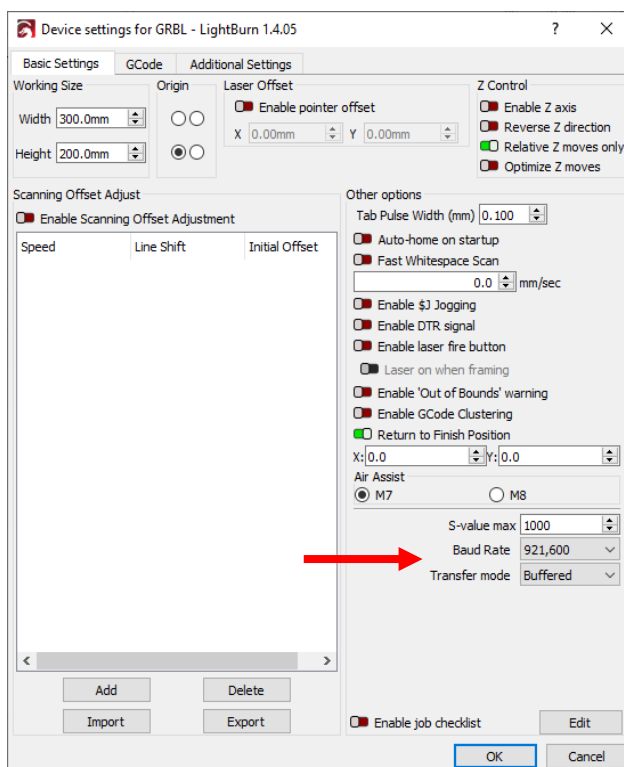 Device settings for GRBL - LightBurn 1.4.05 ? ×
Basic Settings GCode Additional Settings
Working Size
Width 300.0mm
Height 200.0mm
Origin
Laser Offset
Enable pointer offset
X 0.00mm Y 0.00mm
Z Control
Enable Z axis
Reverse Z direction
Relative Z moves only
Optimize Z moves
Scanning Offset Adjust
Enable Scanning Offset Adjustment
Speed Line Shift Initial Offset
Add Delete
Import Export
Other options
Tab Pulse Width (mm) 0.100
Auto-home on startup
Fast Whitespace Scan
0.0 mm/sec
Enable $J Jogging
Enable DTR signal
Enable laser fire button
Laser on when framing
Enable 'Out of Bounds' warning
Enable GCode Clustering
Return to Finish Position
X: 0.0 Y: 0.0
Air Assist
M7 M8
S-value max 1000
Baud Rate 921,600
Transfer mode Buffered
Enable job checklist Edit
OK Cancel